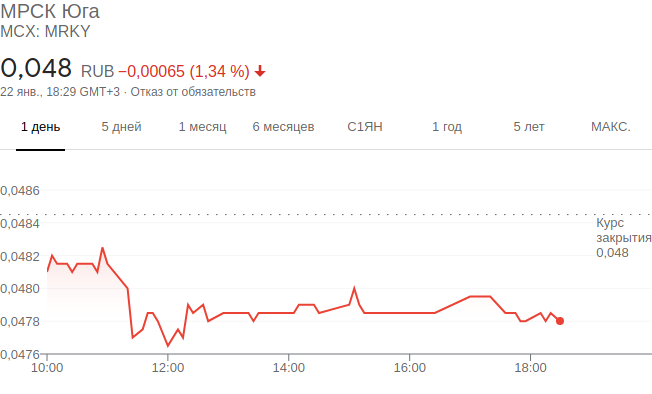 МРСК Юга
MCX: MRKY
0,048 RUB −0,00065 (1,34 %)
22 янв., 18:29 GMT+3 · Отказ от обязательств
1 день 5 дней 1 месяц 6 месяцев С1ЯН 1 год 5 лет МАКС.
0,0486
0,0484
0,0482
0,0480
0,0478
0,0476
Курс
закрытия
0,048
10:00 12:00 14:00 16:00 18:00